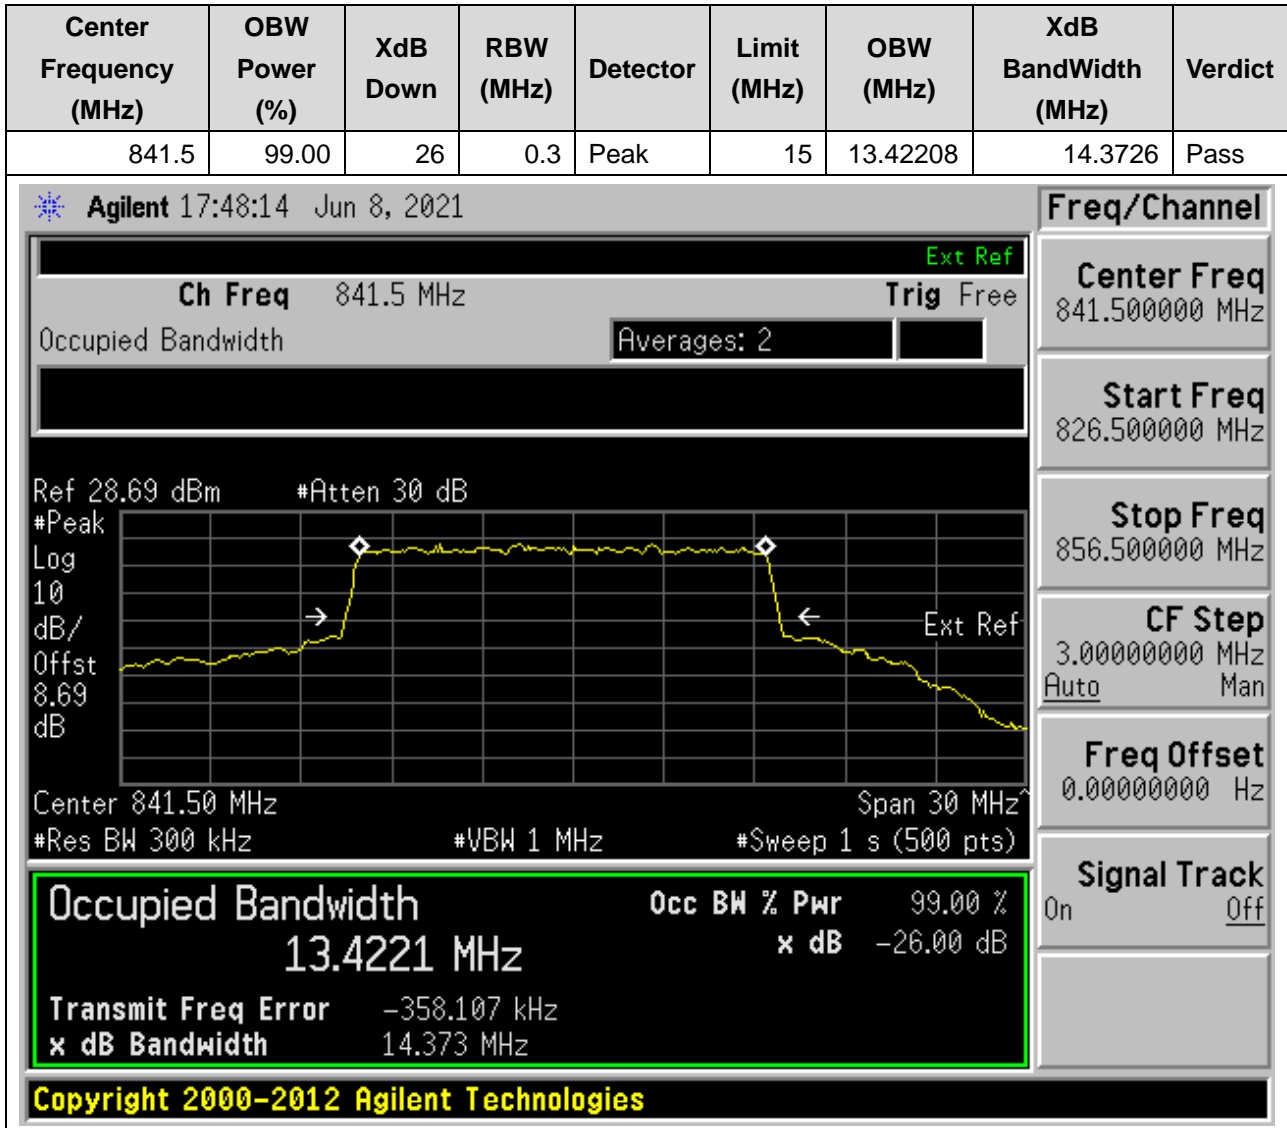 Center Frequency (MHz) OBW Power (%) XdB Down RBW (MHz) Detector Limit (MHz) OBW (MHz) XdB BandWidth (MHz) Verdict
841.5 99.00 26 0.3 Peak 15 13.42208 14.3726 Pass
Agilent 17:48:14 Jun 8, 2021
Freq/Channel
Ext Ref
Ch Freq 841.5 MHz Trig Free
Occupied Bandwidth Averages: 2
Center Freq
841.500000 MHz
Start Freq
826.500000 MHz
Stop Freq
856.500000 MHz
CF Step
3.00000000 MHz
Auto Man
Freq Offset
0.00000000 Hz
Signal Track
On Off
Ref 28.69 dBm #Atten 30 dB
#Peak
Log
10
dB/
Offst
8.69
dB
Ext Ref
Center 841.50 MHz Span 30 MHz^
#Res BW 300 kHz #VBW 1 MHz #Sweep 1 s (500 pts)
Occupied Bandwidth Occ BW % Pwr 99.00 %
13.4221 MHz x dB -26.00 dB
Transmit Freq Error -358.107 kHz
x dB Bandwidth 14.373 MHz
Copyright 2000-2012 Agilent Technologies